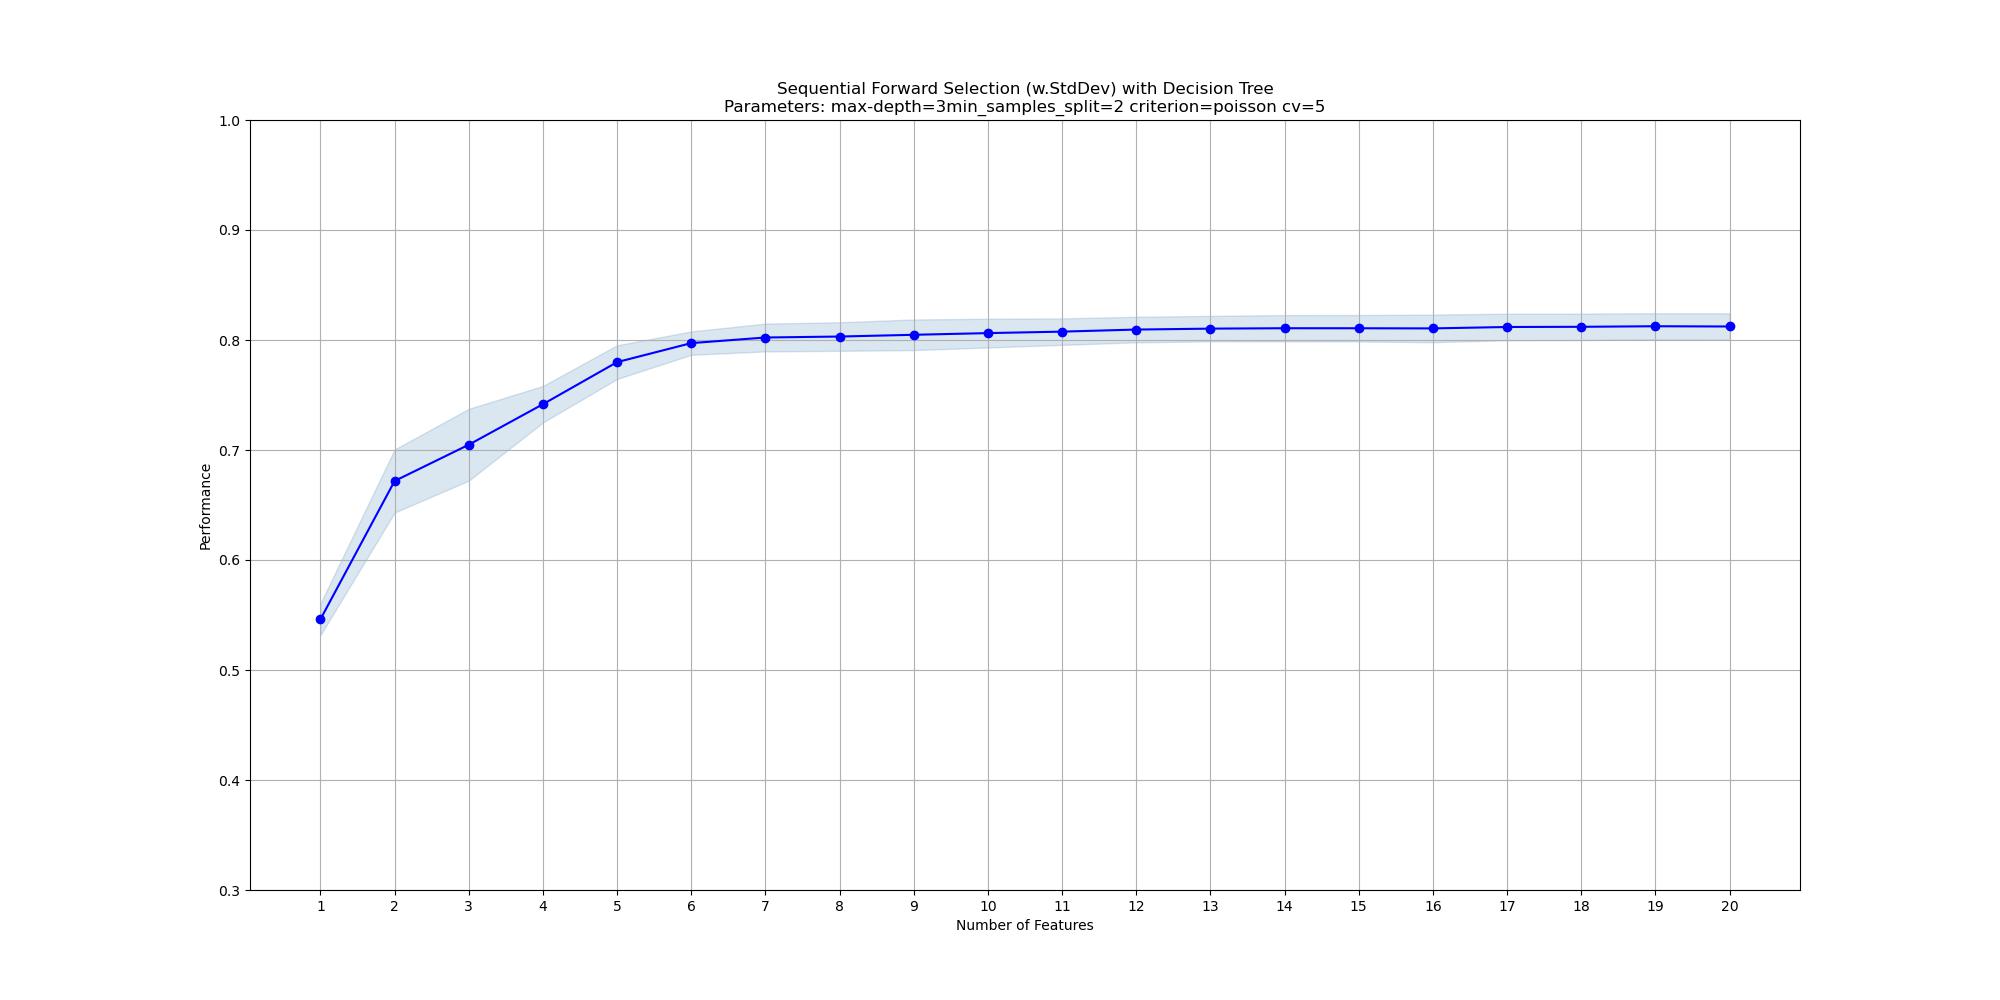 Sequential Forward Selection (w.StdDev) with Decision Tree
Parameters: max-depth=3min_samples_split=2 criterion=poisson cv=5
1.0
0.9
0.8
0.7
0.6
0.5
0.4
0.3
Performance
1 2 3 4 5 6 7 8 9 10 11 12 13 14 15 16 17 18 19 20
Number of Features